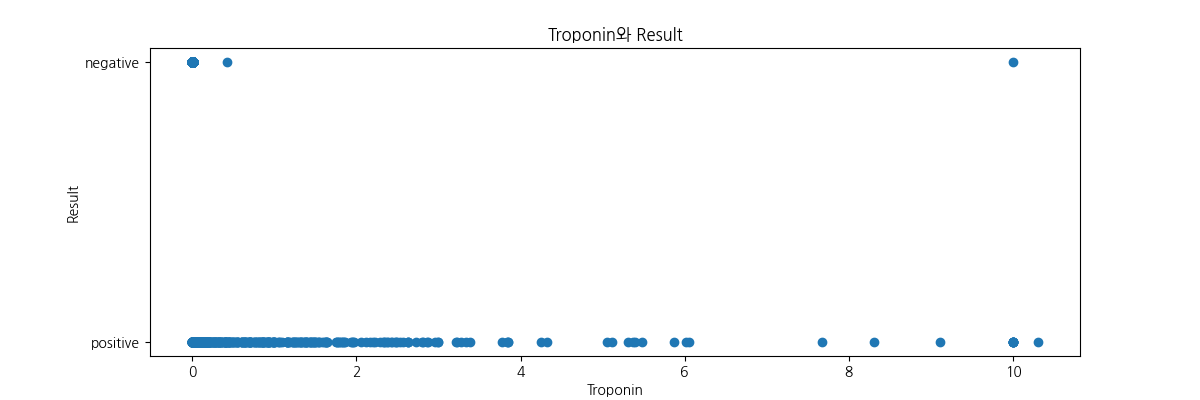 Troponin와 Result
negative
positive
Result
0 2 4 6 8 10
Troponin